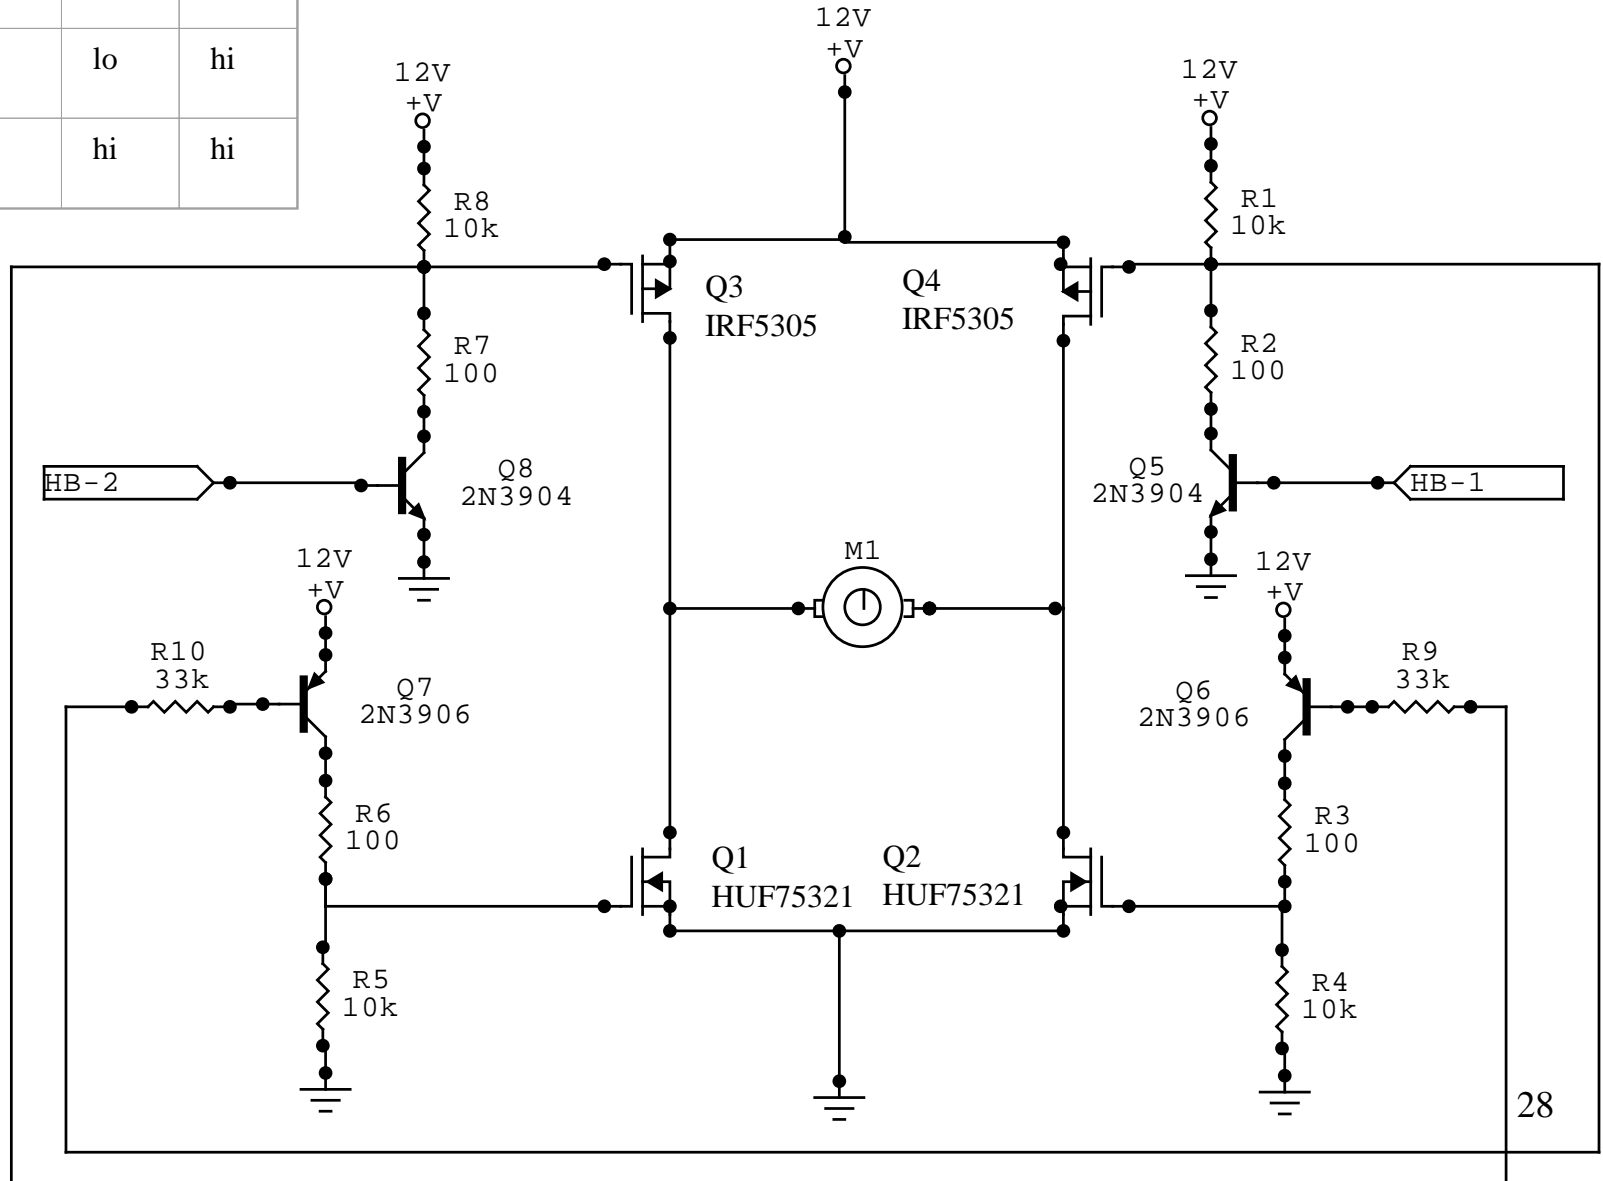 lo hi
hi hi
12V
+V
12V
+V
12V
+V
R8
10k
R1
10k
Q3
IRF5305
Q4
IRF5305
R7
100
R2
100
HB-2
Q8
2N3904
Q5
2N3904
HB-1
M1
12V
+V
12V
+V
R10
33k
Q7
2N3906
Q6
2N3906
R9
33k
R6
100
R3
100
Q1
HUF75321
Q2
HUF75321
R5
10k
R4
10k
28